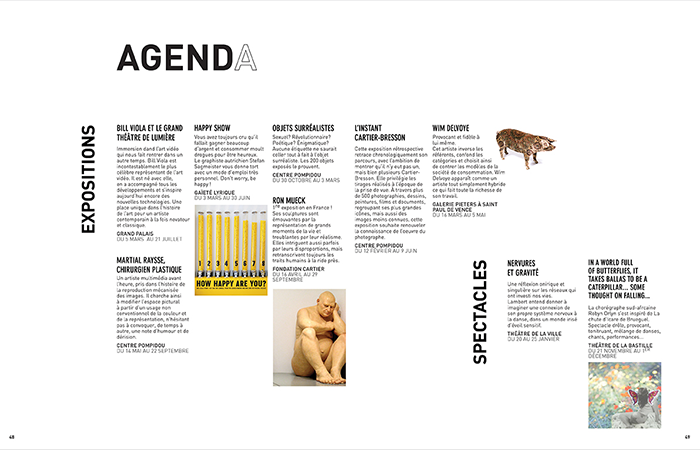 AGENDA
EXPOSITIONS
BILL VIOLA ET LE GRAND
THÉÂTRE DE LUMIÈRE
Immersion dand l'art vidéo
qui nous fait rentrer dans un
autre temps. Bill Viola est
incontestablement le plus
célèbre représentant de l'art
vidéo. Il est né avec elle,
en a accompagné tous les
développements et s'inspire
aujourd'hui encore des
nouvelles technologies. Une
place unique dans l'histoire
de l'art pour un artiste
contemporain à la fois novateur
et classique.
GRAND PALAIS
DU 5 MARS AU 21 JUILLET
MARTIAL RAYSSE,
CHIRURGIEN PLASTIQUE
Un artiste multimédia avant
l'heure, pris dans l'histoire de
la reproduction mécanisée
des images. Il cherche ainsi
à modifier l'espace pictural
à partir d'un usage non
conventionnel de la couleur et
de la représentation, n'hésitant
pas à convoquer, de temps à
autre, une note d'humour et de
dérision.
CENTRE POMPIDOU
DU 14 MAI AU 22 SEPTEMBRE
HAPPY SHOW
Vous avez toujours cru qu'il
fallait gagner beaucoup
d'argent et consommer moult
drogues pour être heureux.
Le graphiste autrichien Stefan
Sagmeister vous donne tort
avec un mode d'emploi très
personnel. Don't worry, be
happy!
GAÎETÉ LYRIQUE
DU 3 MARS AU 30 JUIN
1 2 3 4 5 6 7 8
HOW HAPPY ARE YOU?
OBJETS SURRÉALISTES
Sexuel? Révolutionnaire?
Poétique? Énigmatique?
Aucune étiquette ne saurait
coller tout à fait à l'objet
surréaliste. Les 200 objets
exposés le prouvent.
CENTRE POMPIDOU
DU 30 OCTOBRE AU 3 MARS
RON MUECK
1ÈRE exposition en France !
Ses sculptures sont
émouvantes par la
représentation de grands
moments de la vie et
troublantes par leur réalisme.
Elles intriguent aussi parfois
par leurs disproportions, mais
retranscrivent toujours les
traits humains à la ride près.
FONDATION CARTIER
DU 16 AVRIL AU 29
SEPTEMBRE
L'INSTANT
CARTIER-BRESSON
Cette exposition rétrospective
retrace chronologiquement son
parcours, avec l'ambition de
montrer qu'il n'y eut pas un,
mais bien plusieurs Cartier-
Bresson. Elle privilégie les
tirages réalisés à l'époque de
la prise de vue. À travers plus
de 500 photographies, dessins,
peintures, films et documents,
regroupant ses plus grandes
icônes, mais aussi des
images moins connues, cette
exposition souhaite renouveler
la connaissance de l'oeuvre du
photographe.
CENTRE POMPIDOU
DU 12 FÉVRIER AU 9 JUIN
WIM DELVOYE
Provocant et fidèle à
lui même.
Cet artiste inverse les
référents, confond les
catégories et choisit ainsi
de contrer les modèles de la
société de consommation. Wim
Delvoye apparaît comme un
artiste tout simplement hybride
ce qui fait toute la richesse de
son travail.
GALERIE PIETERS À SAINT
PAUL DE VENCE
DU 16 MARS AU 5 MAI
SPECTACLES
NERVURES
ET GRAVITÉ
Une réflexion onirique et
singulière sur les réseaux qui
ont investi nos vies.
Lambert entend donner à
imaginer une connexion de
son propre système nerveux à
la danse, dans un monde virsé
d'éveil sensitif.
THÉÂTRE DE LA VILLE
DU 20 AU 25 JANVIER
IN A WORLD FULL
OF BUTTERFLIES, IT
TAKES BALLS TO BE A
CATERPILLAR... SOME
THOUGHT ON FALLING...
La chorégraphe sud-africaine
Robyn Orlyn s'est inspiré de La
chute d'Icare de Brueguel.
Spectacle drôle, provocant,
tonitruant, mélange de danses,
chants, performances...
THÉÂTRE DE LA BASTILLE
DU 21 NOVEMBRE AU 1ER
DÉCEMBRE
48
49